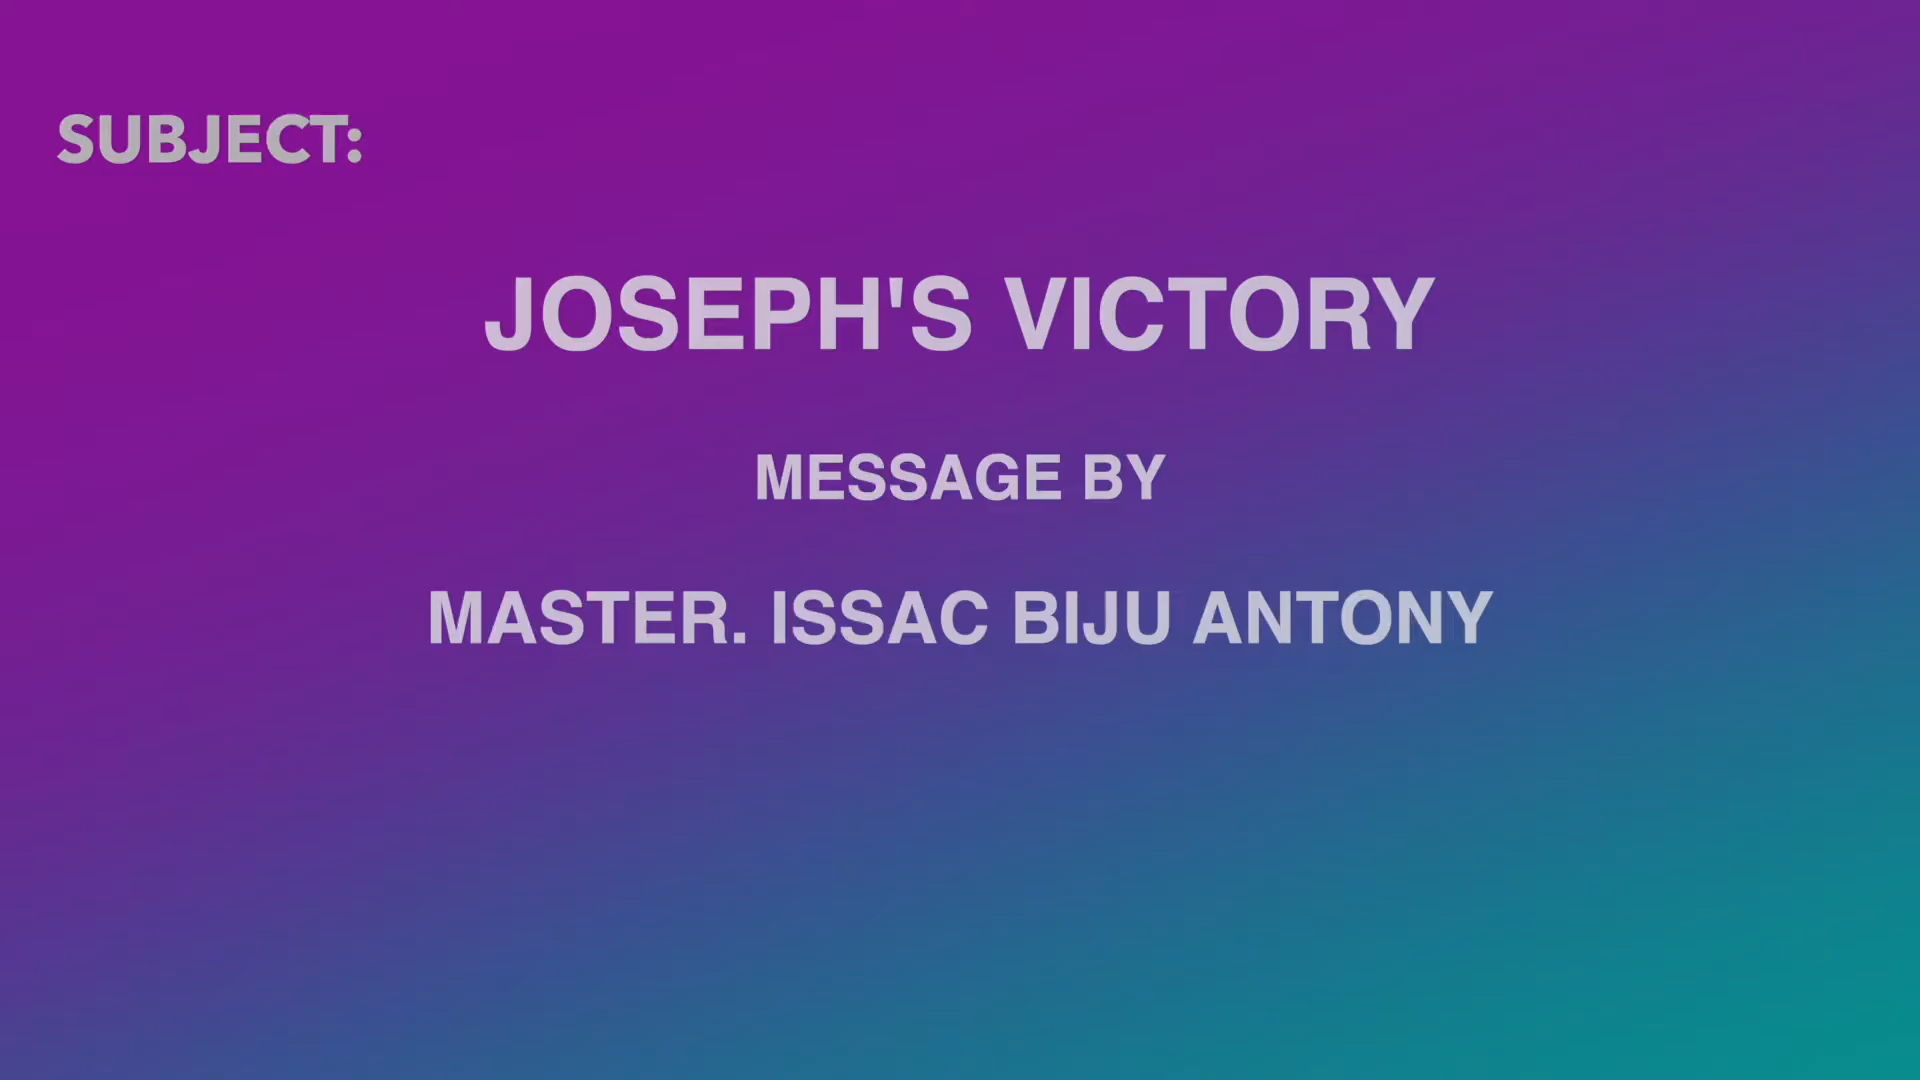 SUBJECT:
JOSEPH'S VICTORY
MESSAGE BY
MASTER. ISSAC BIJU ANTONY